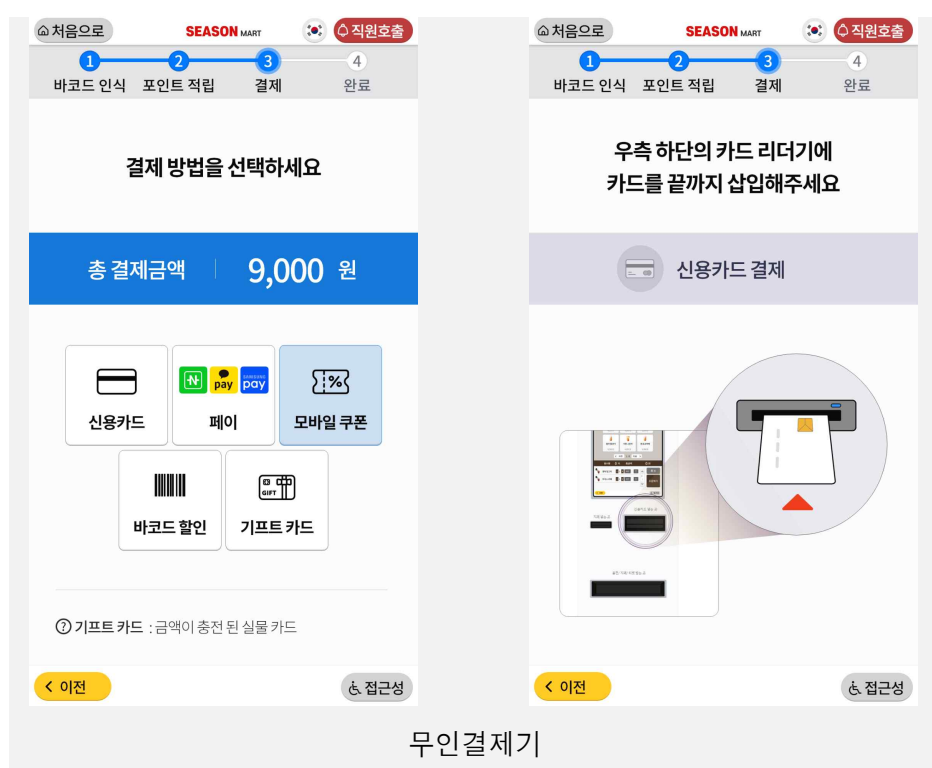 처음으로
SEASON MART
직원호출
1 2 3 4
바코드 인식 포인트 적립 결제 완료
결제 방법을 선택하세요
총 결제금액 9,000 원
신용카드
pay
SAMSUNG pay
페이
%
모바일 쿠폰
바코드 할인
GIFT
기프트 카드
? 기프트 카드 : 금액이 충전 된 실물 카드
< 이전
접근성
처음으로
SEASON MART
직원호출
1 2 3 4
바코드 인식 포인트 적립 결제 완료
우측 하단의 카드 리더기에
카드를 끝까지 삽입해주세요
신용카드 결제
< 이전
접근성
무인결제기